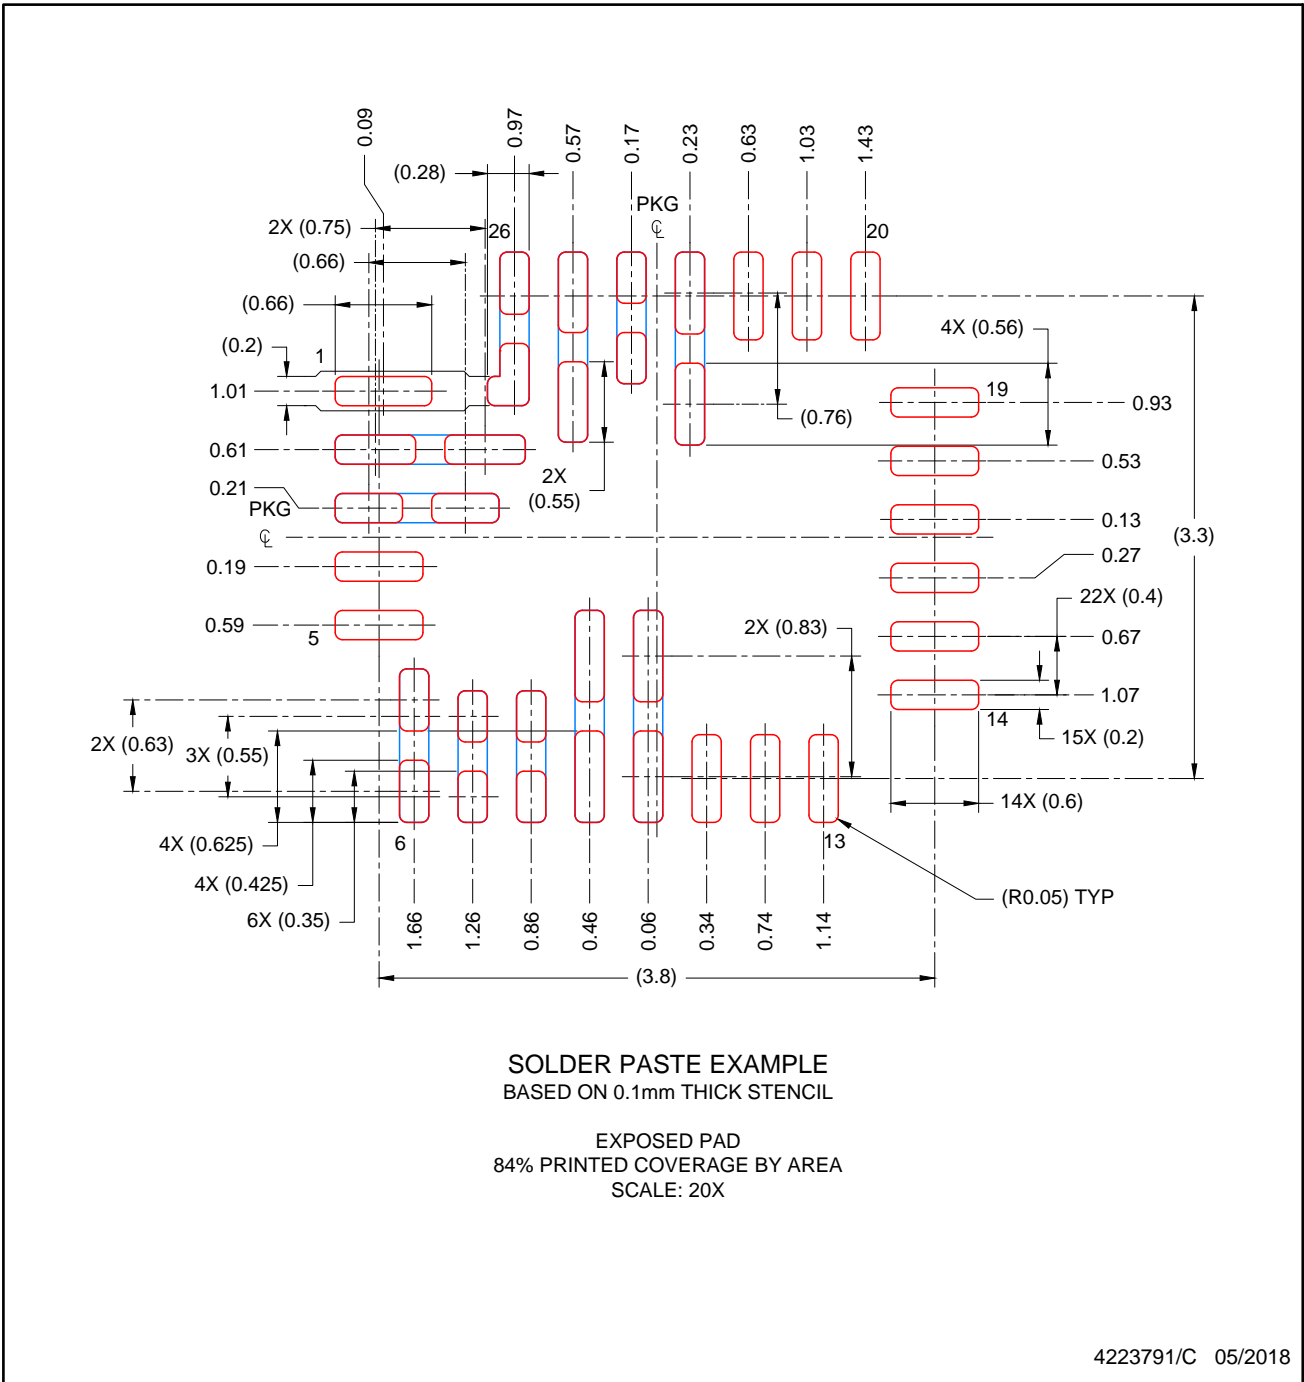 0.09
0.97
0.57
0.17
0.23
0.63
1.03
1.43
(0.28)
PKG
℄
2X (0.75)
26
20
(0.66)
(0.66)
4X (0.56)
(0.2)
1
1.01
19
0.93
(0.76)
0.61
0.53
2X
(0.55)
0.21
PKG
℄
0.13
(3.3)
0.19
0.27
22X (0.4)
0.59
5
2X (0.83)
0.67
1.07
14
2X (0.63)
3X (0.55)
15X (0.2)
14X (0.6)
4X (0.625)
6
13
4X (0.425)
(R0.05) TYP
6X (0.35)
1.66
1.26
0.86
0.46
0.06
0.34
0.74
1.14
(3.8)
SOLDER PASTE EXAMPLE
BASED ON 0.1mm THICK STENCIL
EXPOSED PAD
84% PRINTED COVERAGE BY AREA
SCALE: 20X
4223791/C 05/2018